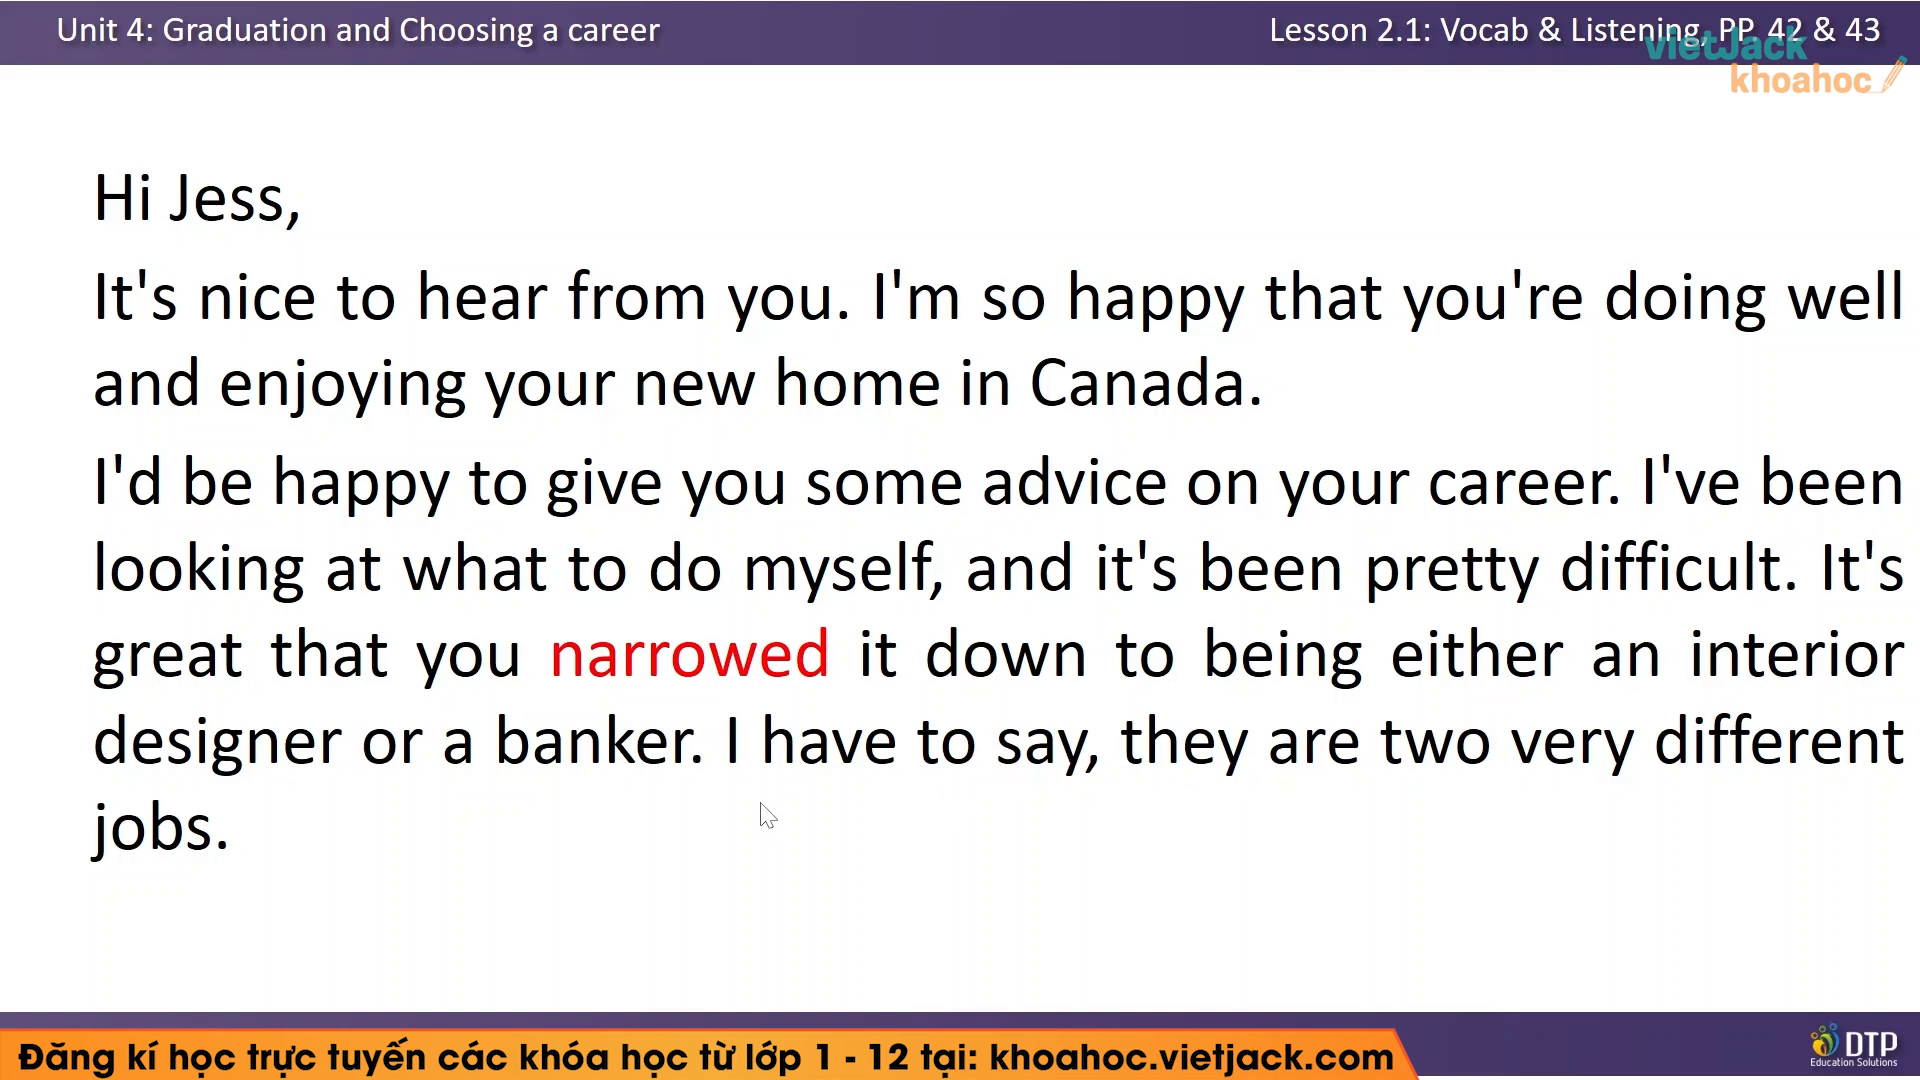 Unit 4: Graduation and Choosing a career
Lesson 2.1: Vocab & Listening, PP. 42 & 43
vietJack
khoahoc
Hi Jess,
It's nice to hear from you. I'm so happy that you're doing well
and enjoying your new home in Canada.
I'd be happy to give you some advice on your career. I've been
looking at what to do myself, and it's been pretty difficult. It's
great that you narrowed it down to being either an interior
designer or a banker. I have to say, they are two very different
jobs.
Đăng kí học trực tuyến các khóa học từ lớp 1 - 12 tại: khoahoc.vietjack.com
DTP
Education Solutions